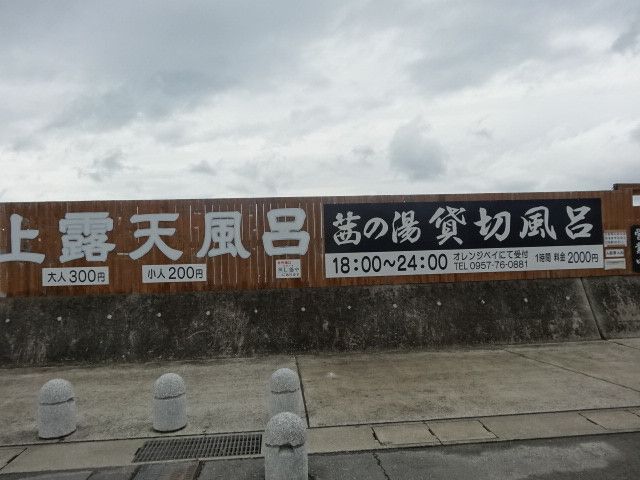 上露天風呂
大人300円
小人200円
茜の湯貸切風呂
18:00～24:00
オレンジベイにて受付
TEL 0957-76-0881
1時間 料金 2000円